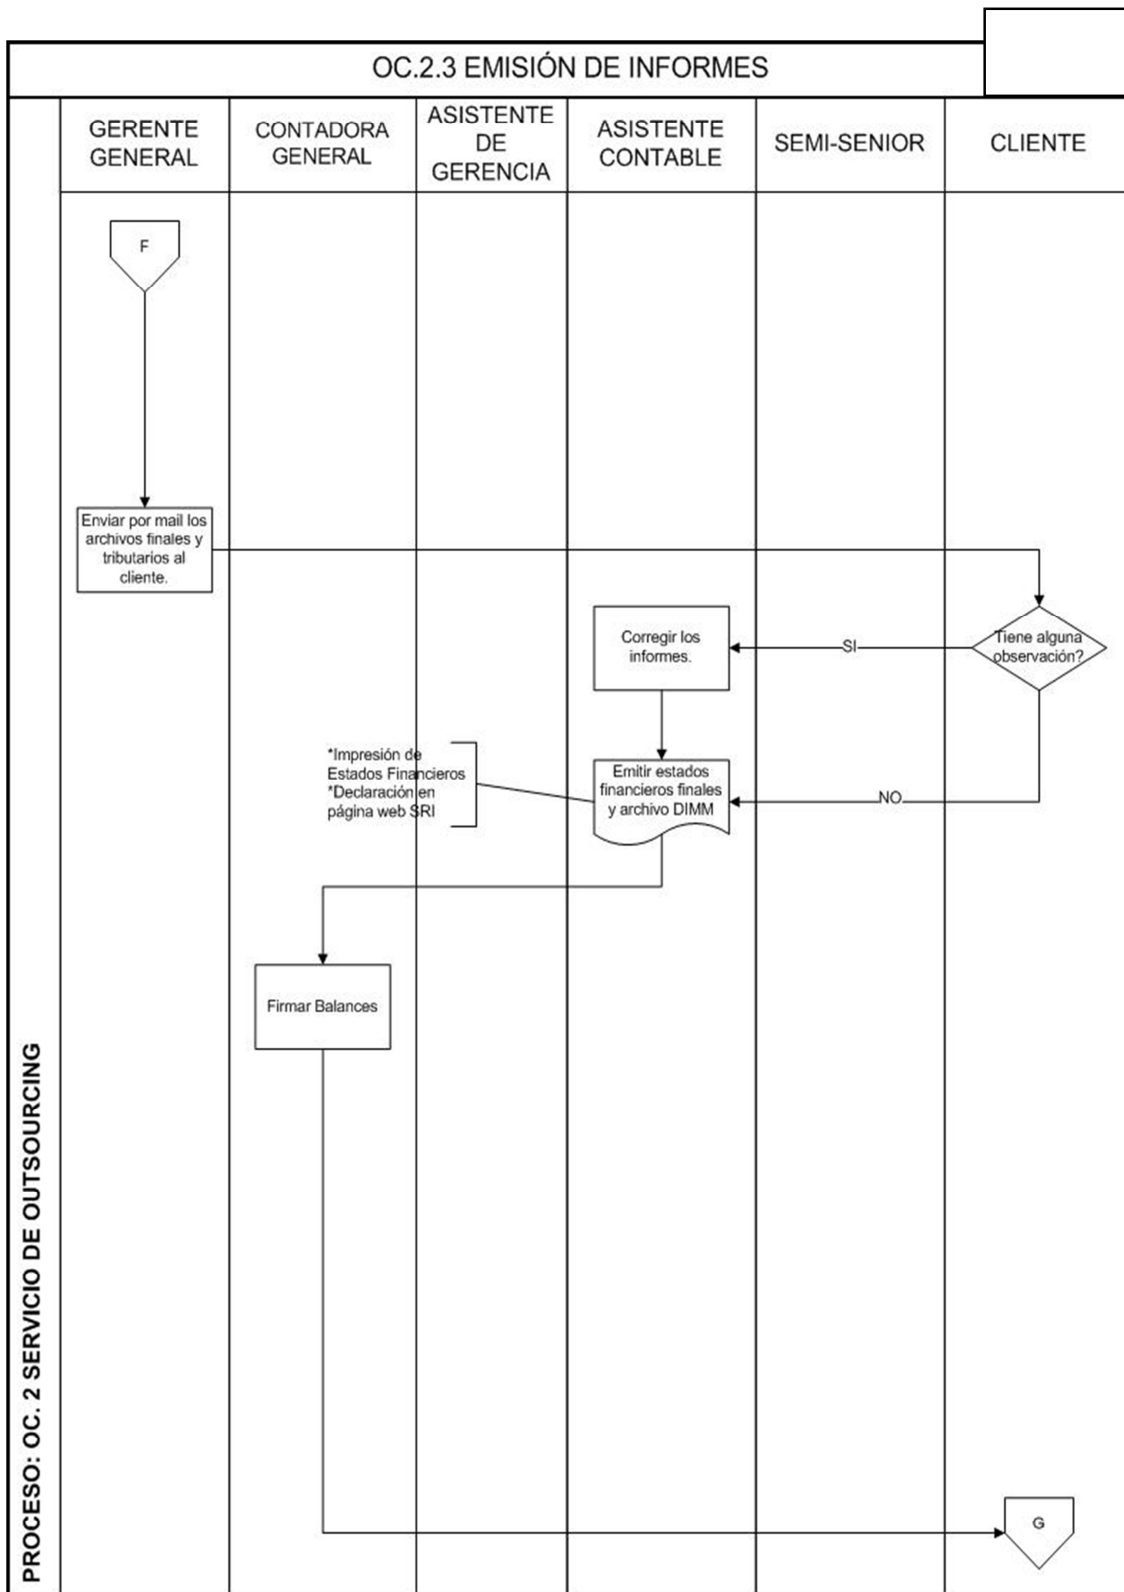 OC.2.3 EMISIÓN DE INFORMES
GERENTE
GENERAL
CONTADORA
GENERAL
ASISTENTE
DE
GERENCIA
ASISTENTE
CONTABLE
SEMI-SENIOR
CLIENTE
F
Enviar por mail los
archivos finales y
tributarios al
cliente.
Tiene alguna
observación?
SI
Corregir los
informes.
NO
Emitir estados
financieros finales
y archivo DIMM
*Impresión de
Estados Financieros
*Declaración en
página web SRI
Firmar Balances
G
PROCESO: OC. 2 SERVICIO DE OUTSOURCING